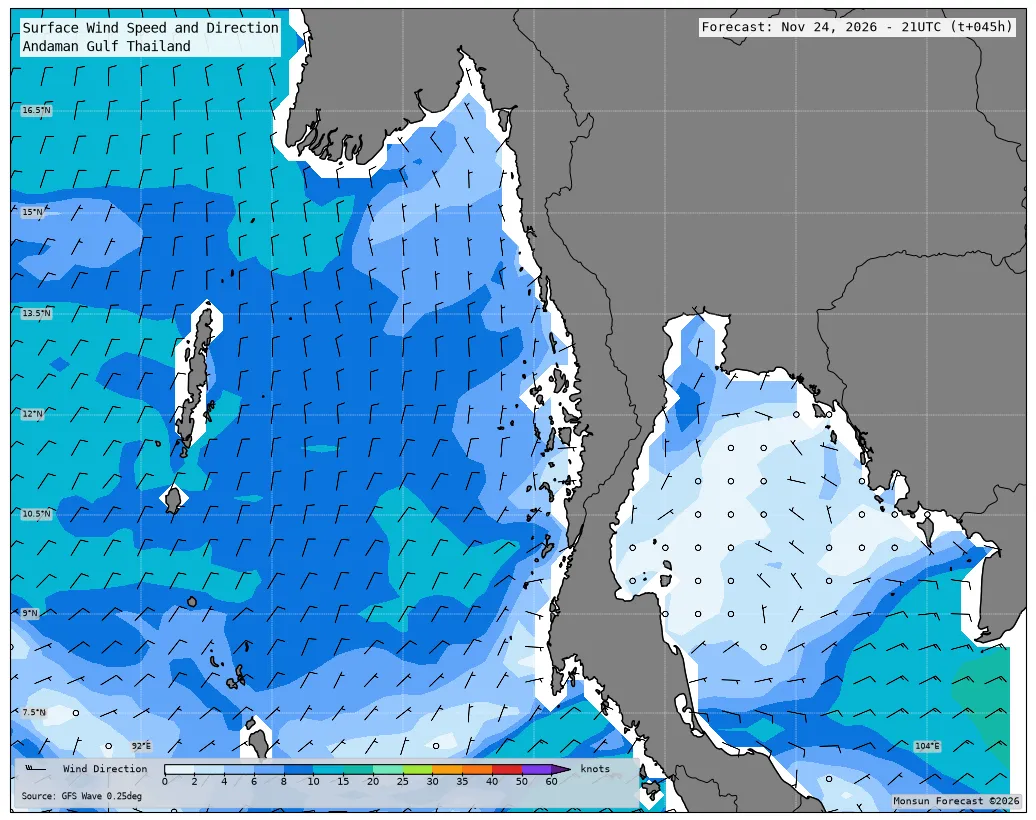 Surface Wind Speed and Direction
Andaman Gulf Thailand
Forecast: Nov 24, 2026 - 21UTC (t+045h)
16.5°N
15°N
13.5°N
12°N
10.5°N
9°N
7.5°N
92°E
104°E
Wind Direction
0 2 4 6 8 10 15 20 25 30 35 40 50 60 knots
Source: GFS Wave 0.25deg
Monsun Forecast ©2026